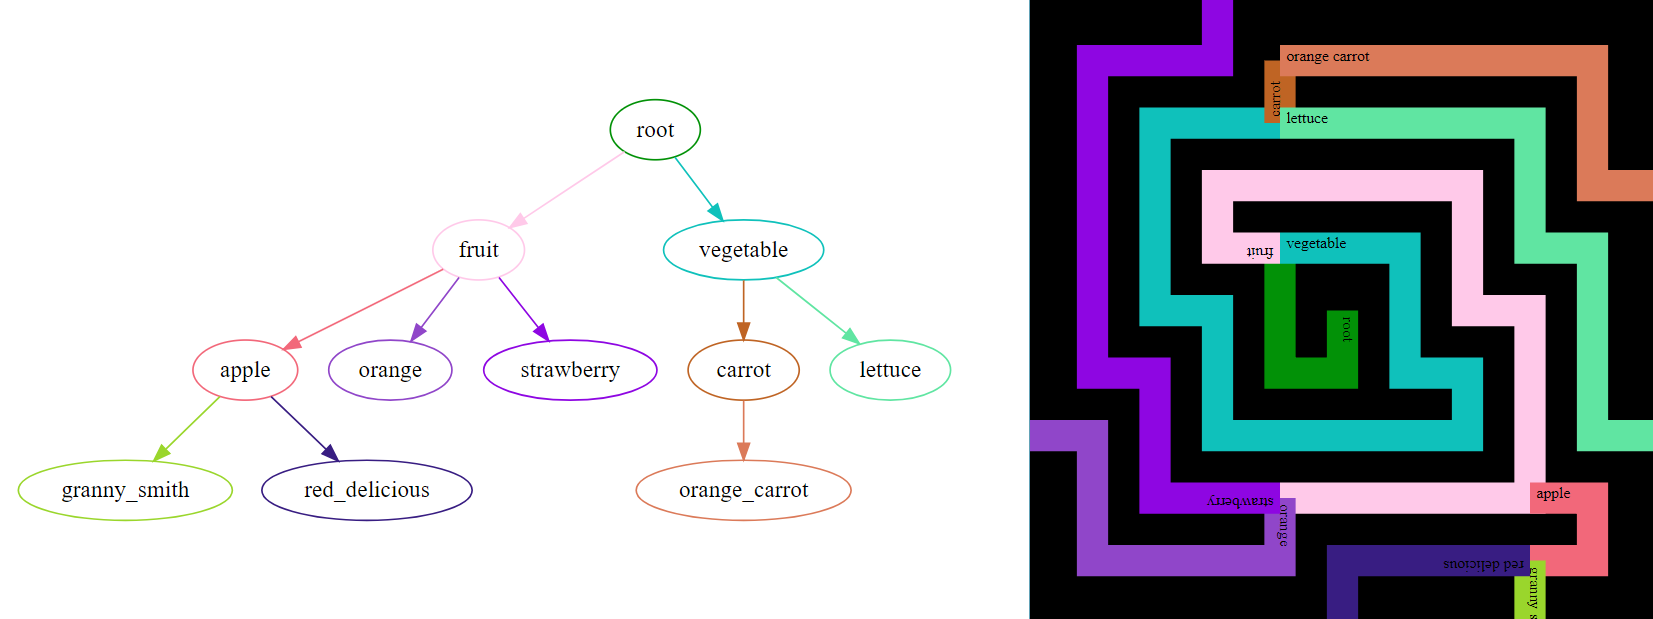 root
fruit
vegetable
apple
orange
strawberry
carrot
lettuce
granny_smith
red_delicious
orange_carrot
orange carrot
carrot
lettuce
vegetable
fruit
root
strawberry
orange
apple
red delicious
granny s